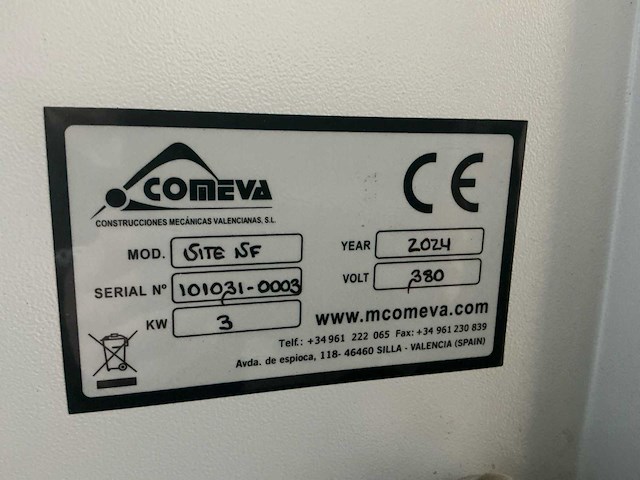 COMEVA
CONSTRUCCIONES MECÁNICAS VALENCIANAS, S.L.
CE
MOD. SITE NF
YEAR 2024
SERIAL Nº 101031-0003
VOLT 380
KW 3
www.mcomeva.com
Telf.: +34 961 222 065 Fax: +34 961 230 839
Avda. de espioca, 118- 46460 SILLA - VALENCIA (SPAIN)